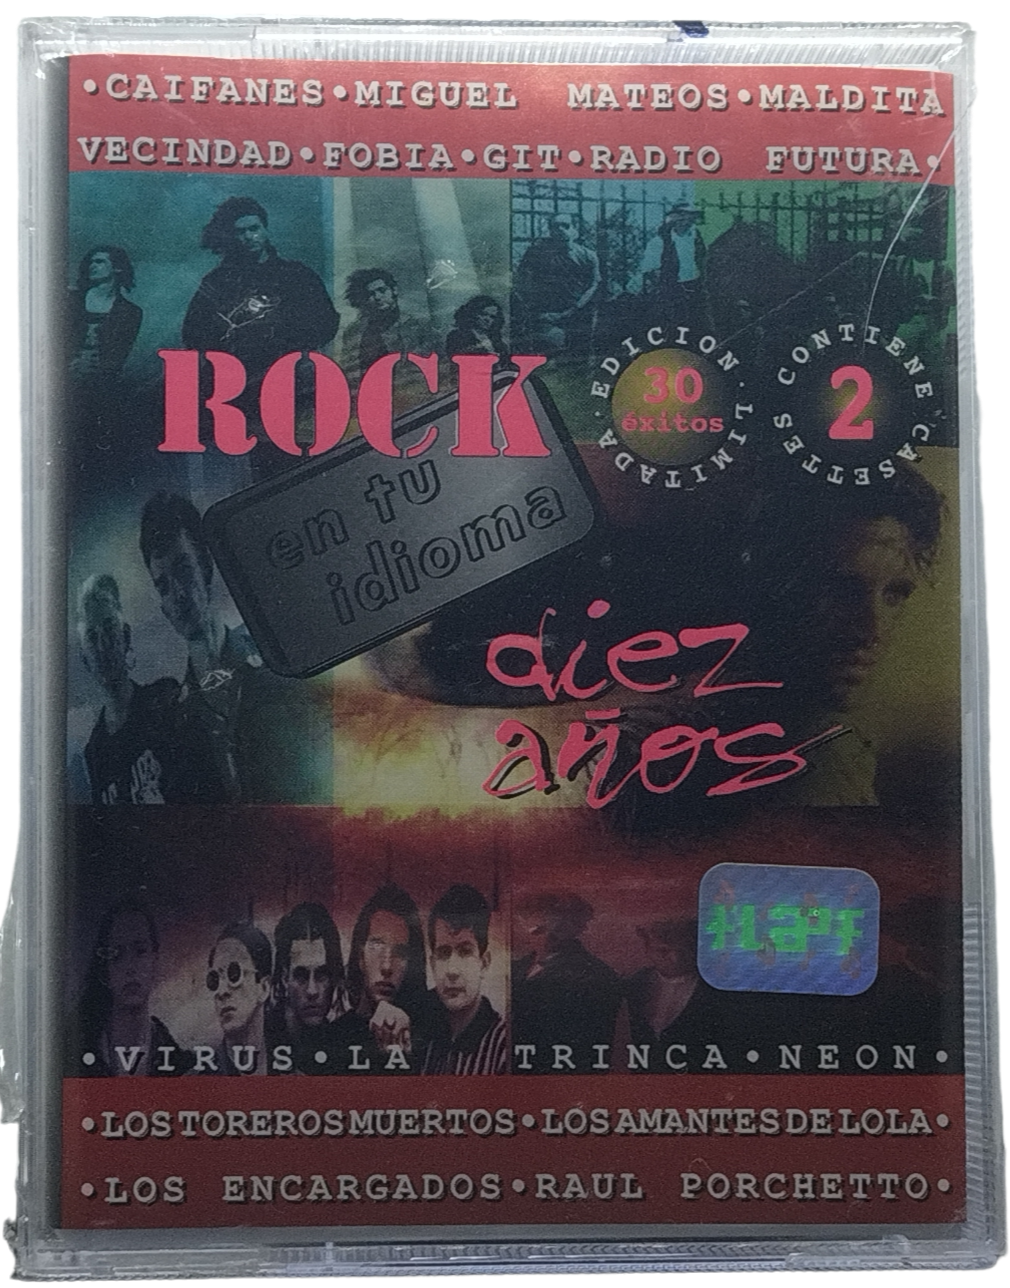 •CAIFANES•MIGUEL MATEOS•MALDITA
VECINDAD•FOBIA•GIT•RADIO FUTURA•
ROCK
en tu
idioma
EDICION · LIMITADA ·
30
éxitos
CONTIENE CASETTES
2
diez
años
•VIRUS•LA TRINCA•NEON•
•LOS TOREROS MUERTOS•LOS AMANTES DE LOLA•
•LOS ENCARGADOS•RAUL PORCHETTO•